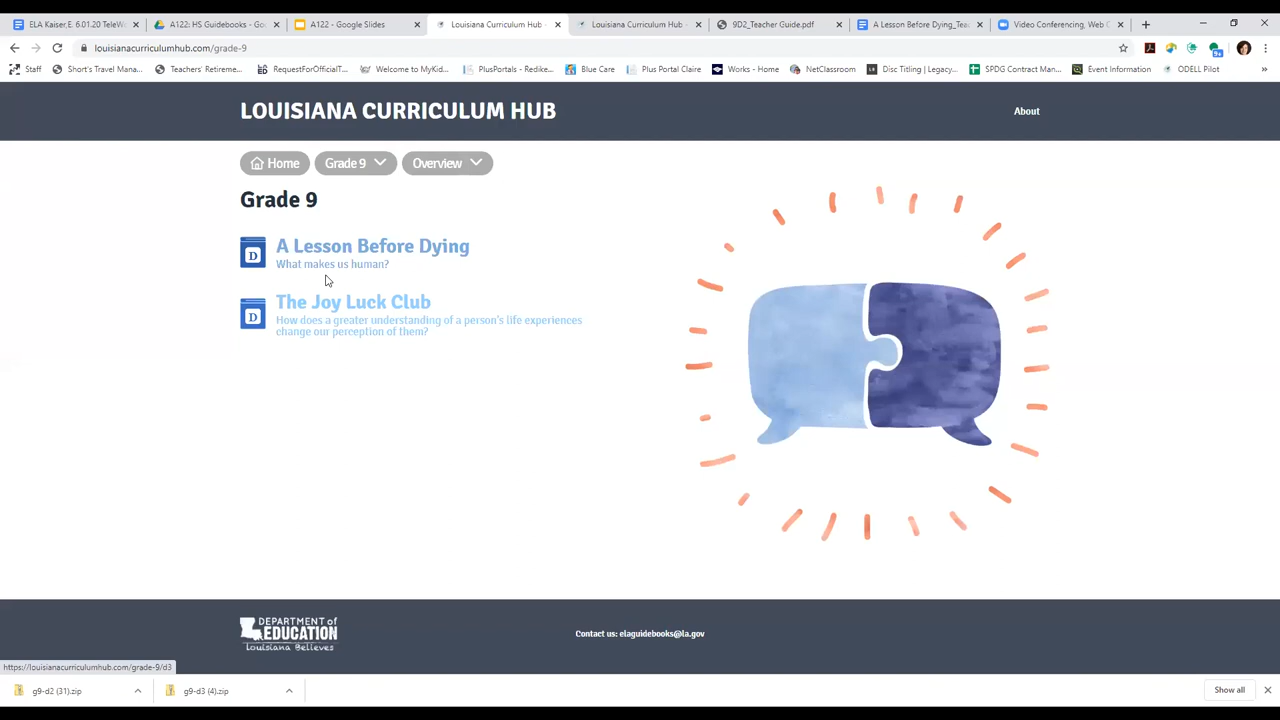 ELA Kaiser,E. 6.01.20 TeleW
A122: HS Guidebooks - Go
A122 - Google Slides
Louisiana Curriculum Hub -
Louisiana Curriculum Hub -
9D2_Teacher Guide.pdf
A Lesson Before Dying_Tea
Video Conferencing, Web C
louisianacurriculumhub.com/grade-9
9+
Staff
Short's Travel Mana...
Teachers' Retireme...
RequestForOfficialT...
Welcome to MyKid...
PlusPortals - Redike...
Blue Care
Plus Portal Claire
Works - Home
NetClassroom
Disc Titling | Legacy...
SPDG Contract Man...
Event Information
ODELL Pilot
»
LOUISIANA CURRICULUM HUB
About
Home
Grade 9
Overview
Grade 9
D
A Lesson Before Dying
What makes us human?
D
The Joy Luck Club
How does a greater understanding of a person's life experiences
change our perception of them?
DEPARTMENT of
EDUCATION
Louisiana Believes
Contact us: elaguidebooks@la.gov
https://louisianacurriculumhub.com/grade-9/d3
g9-d2 (31).zip
g9-d3 (4).zip
Show all